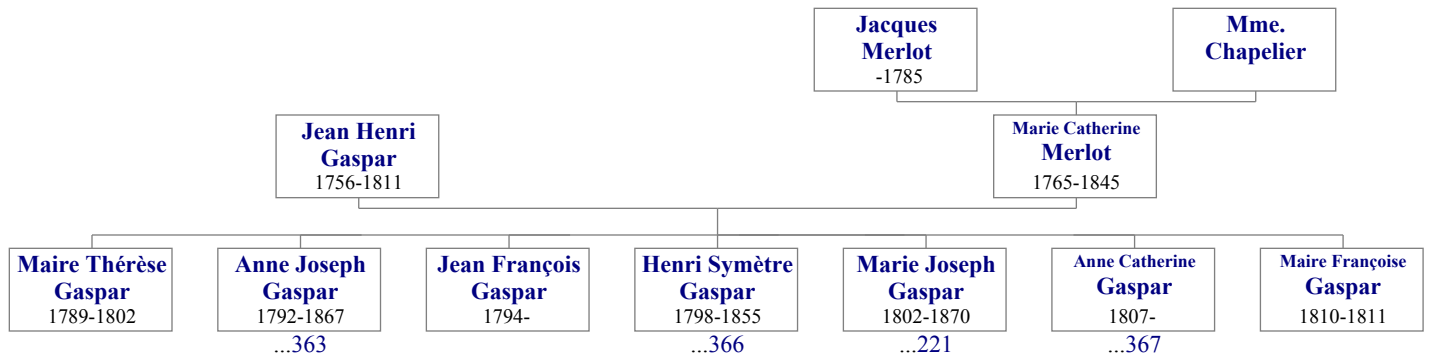 Jacques
Merlot
-1785
Mme.
Chapelier
Jean Henri
Gaspar
1756-1811
Marie Catherine
Merlot
1765-1845
Maire Thérèse
Gaspar
1789-1802
Anne Joseph
Gaspar
1792-1867
...363
Jean François
Gaspar
1794-
Henri Symètre
Gaspar
1798-1855
...366
Marie Joseph
Gaspar
1802-1870
...221
Anne Catherine
Gaspar
1807-
...367
Maire Françoise
Gaspar
1810-1811